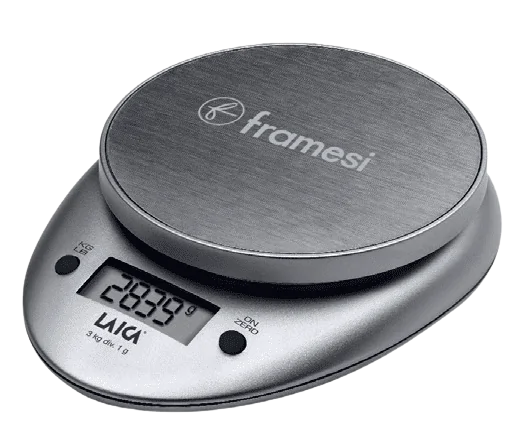 framesi
KG
LB
2839 g
ON
ZERO
LAICA
3 kg div. 1 g